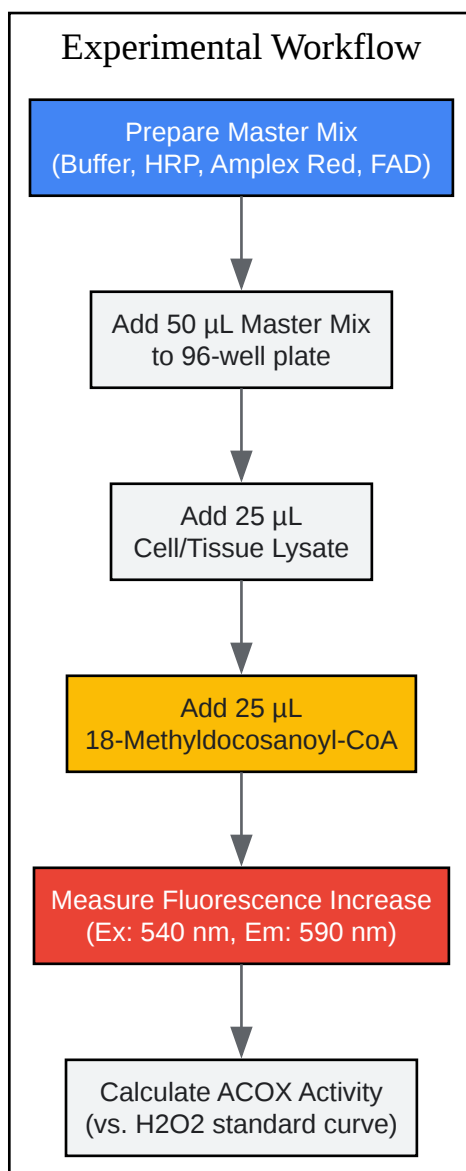 Experimental Workflow
Prepare Master Mix
(Buffer, HRP, Amplex Red, FAD)
Add 50 µL Master Mix
to 96-well plate
Add 25 µL
Cell/Tissue Lysate
Add 25 µL
18-Methyldocosanoyl-CoA
Measure Fluorescence Increase
(Ex: 540 nm, Em: 590 nm)
Calculate ACOX Activity
(vs. H2O2 standard curve)